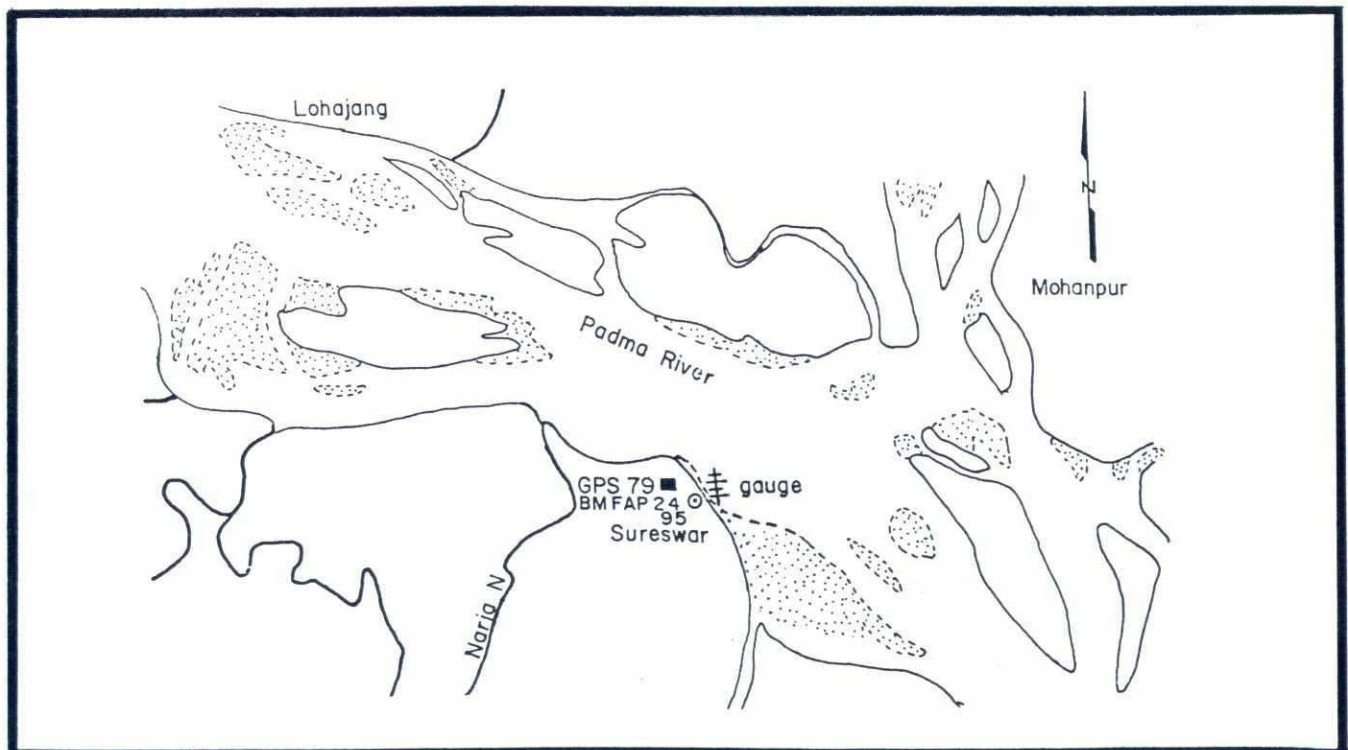 Lohajang
N
Mohanpur
Padma River
GPS 79
gauge
BM FAP 24
95
Sureswar
Naria N